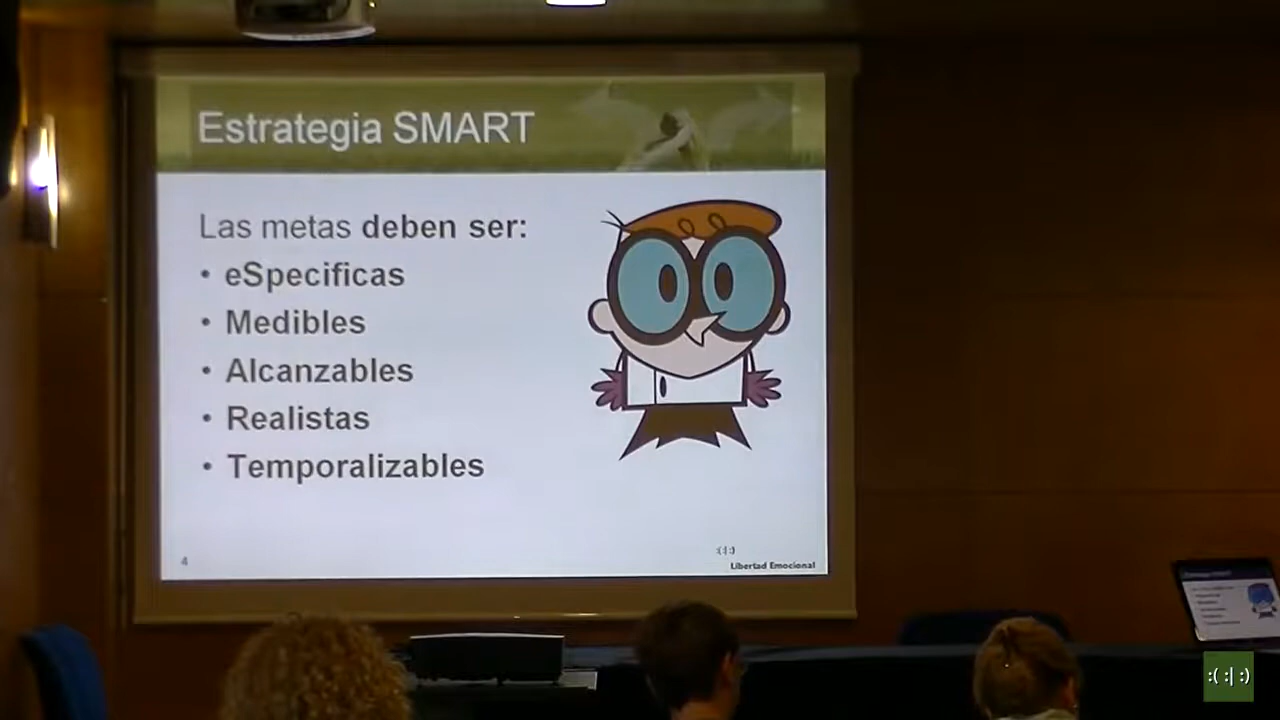 Estrategia SMART
Las metas deben ser:
• eSpecificas
• Medibles
• Alcanzables
• Realistas
• Temporalizables
4
:(:|:)
Libertad Emocional
:( :| :)